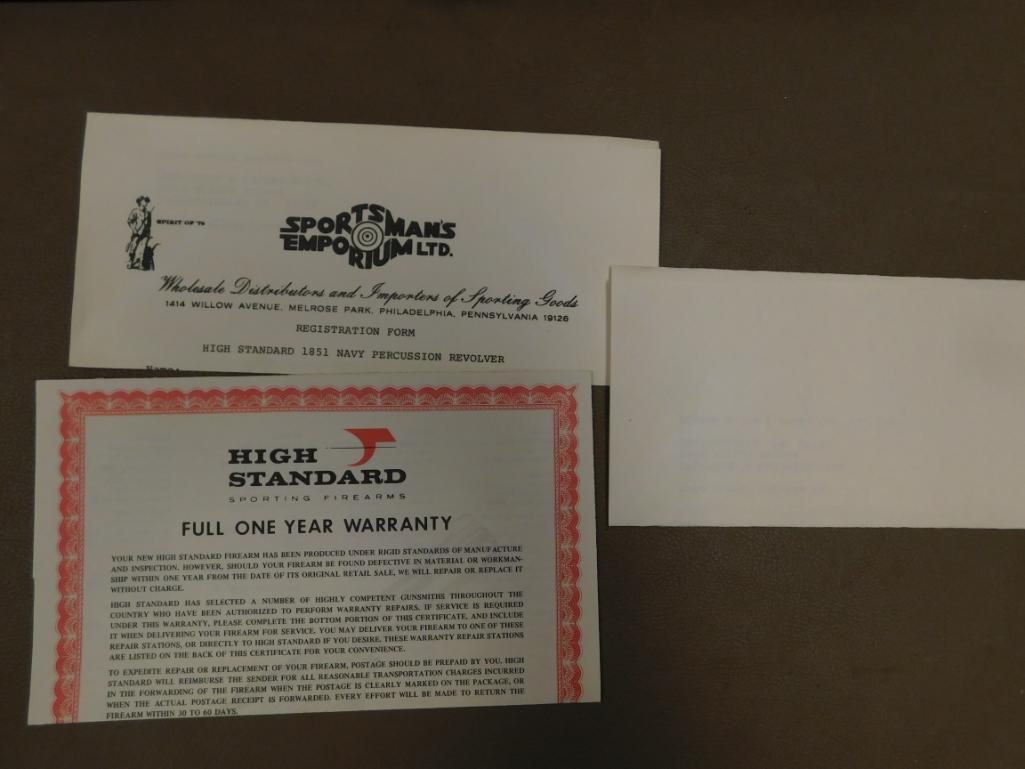 SPIRIT OF '76
SPORTSMAN'S
EMPORIUM LTD.
Wholesale Distributors and Importers of Sporting Goods
1414 WILLOW AVENUE, MELROSE PARK, PHILADELPHIA, PENNSYLVANIA 19126
REGISTRATION FORM
HIGH STANDARD 1851 NAVY PERCUSSION REVOLVER
Name:
HIGH
STANDARD
SPORTING FIREARMS
FULL ONE YEAR WARRANTY
YOUR NEW HIGH STANDARD FIREARM HAS BEEN PRODUCED UNDER RIGID STANDARDS OF MANUFACTURE
AND INSPECTION. HOWEVER, SHOULD YOUR FIREARM BE FOUND DEFECTIVE IN MATERIAL OR WORKMAN-
SHIP WITHIN ONE YEAR FROM THE DATE OF ITS ORIGINAL RETAIL SALE, WE WILL REPAIR OR REPLACE IT
WITHOUT CHARGE.
HIGH STANDARD HAS SELECTED A NUMBER OF HIGHLY COMPETENT GUNSMITHS THROUGHOUT THE
COUNTRY WHO HAVE BEEN AUTHORIZED TO PERFORM WARRANTY REPAIRS. IF SERVICE IS REQUIRED
UNDER THIS WARRANTY, PLEASE COMPLETE THE BOTTOM PORTION OF THIS CERTIFICATE, AND INCLUDE
IT WHEN DELIVERING YOUR FIREARM FOR SERVICE. YOU MAY DELIVER YOUR FIREARM TO ONE OF THESE
REPAIR STATIONS, OR DIRECTLY TO HIGH STANDARD IF YOU DESIRE. THESE WARRANTY REPAIR STATIONS
ARE LISTED ON THE BACK OF THIS CERTIFICATE FOR YOUR CONVENIENCE.
TO EXPEDITE REPAIR OR REPLACEMENT OF YOUR FIREARM, POSTAGE SHOULD BE PREPAID BY YOU. HIGH
STANDARD WILL REIMBURSE THE SENDER FOR ALL REASONABLE TRANSPORTATION CHARGES INCURRED
IN THE FORWARDING OF THE FIREARM WHEN THE POSTAGE IS CLEARLY MARKED ON THE PACKAGE, OR
WHEN THE ACTUAL POSTAGE RECEIPT IS FORWARDED. EVERY EFFORT WILL BE MADE TO RETURN THE
FIREARM WITHIN 30 TO 60 DAYS.